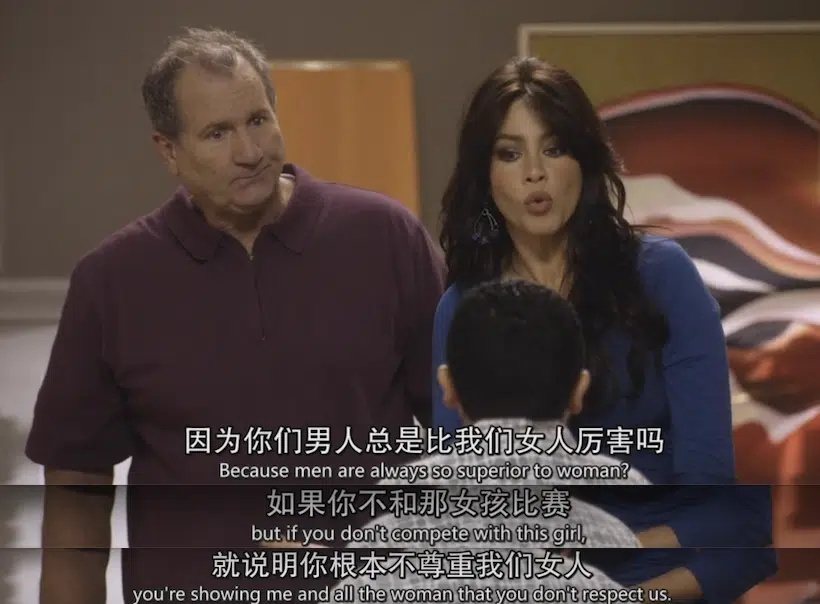 因为你们男人总是比我们女人厉害吗
Because men are always so superior to woman?
如果你不和那女孩比赛
but if you don't compete with this girl,
就说明你根本不尊重我们女人
you're showing me and all the woman that you don't respect us.